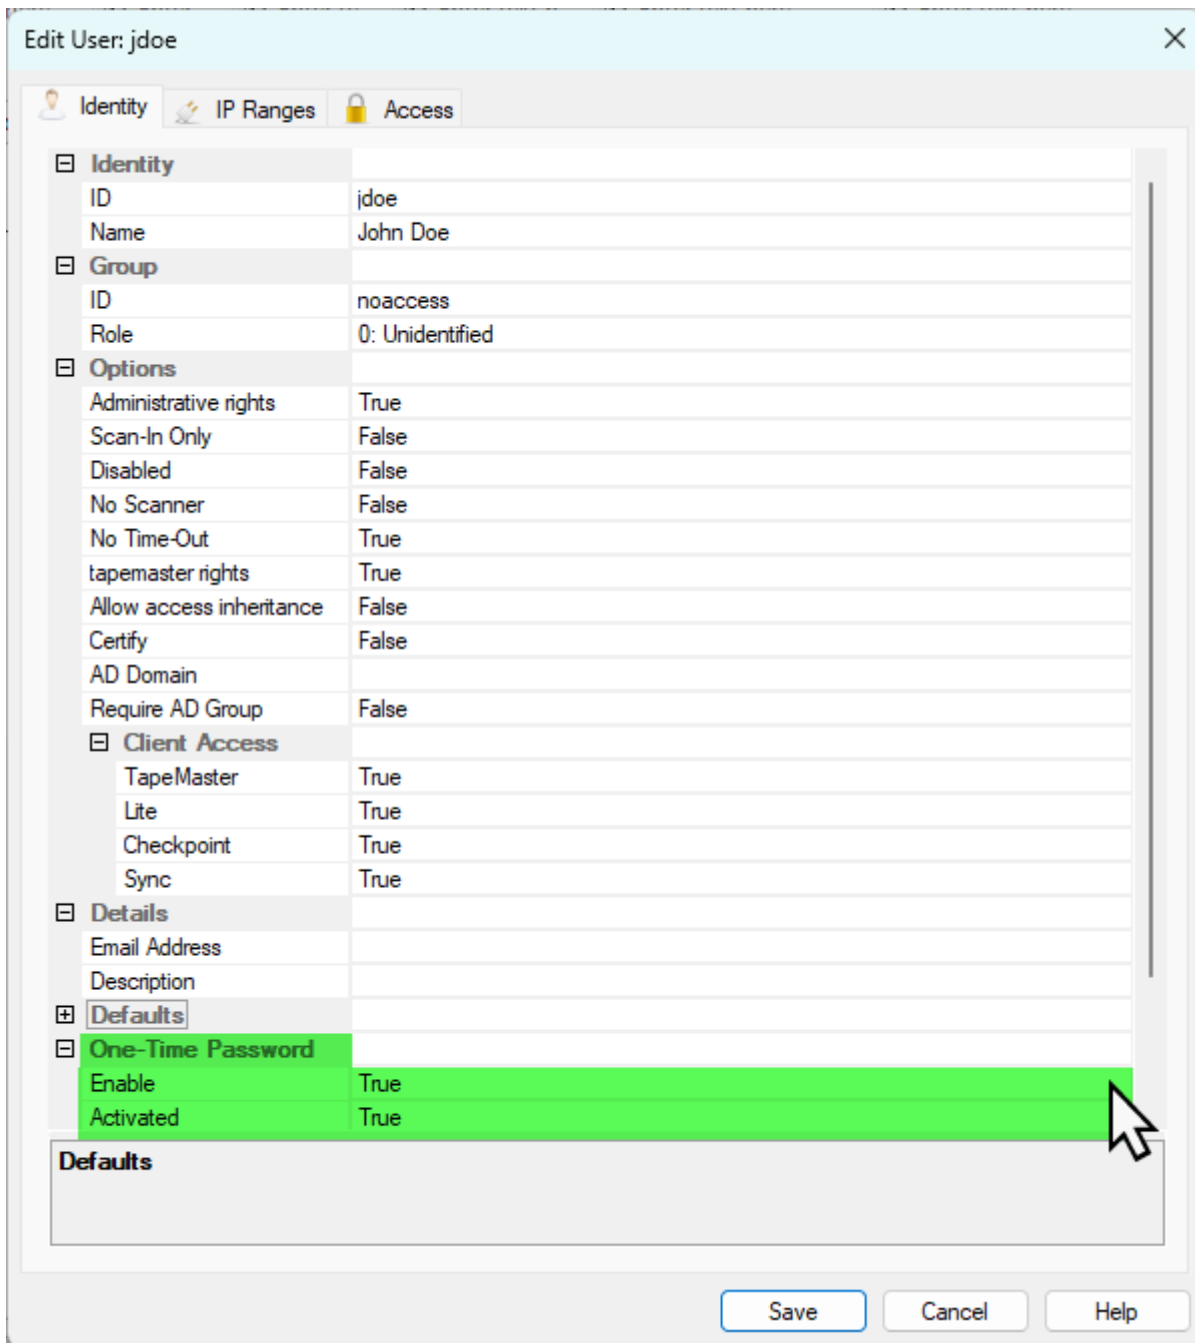 Edit User: jdoe
Identity IP Ranges Access
Identity
ID jdoe
Name John Doe
Group
ID noaccess
Role 0: Unidentified
Options
Administrative rights True
Scan-In Only False
Disabled False
No Scanner False
No Time-Out True
tapemaster rights True
Allow access inheritance False
Certify False
AD Domain
Require AD Group False
Client Access
TapeMaster True
Lite True
Checkpoint True
Sync True
Details
Email Address
Description
Defaults
One-Time Password
Enable True
Activated True
Defaults
Save Cancel Help